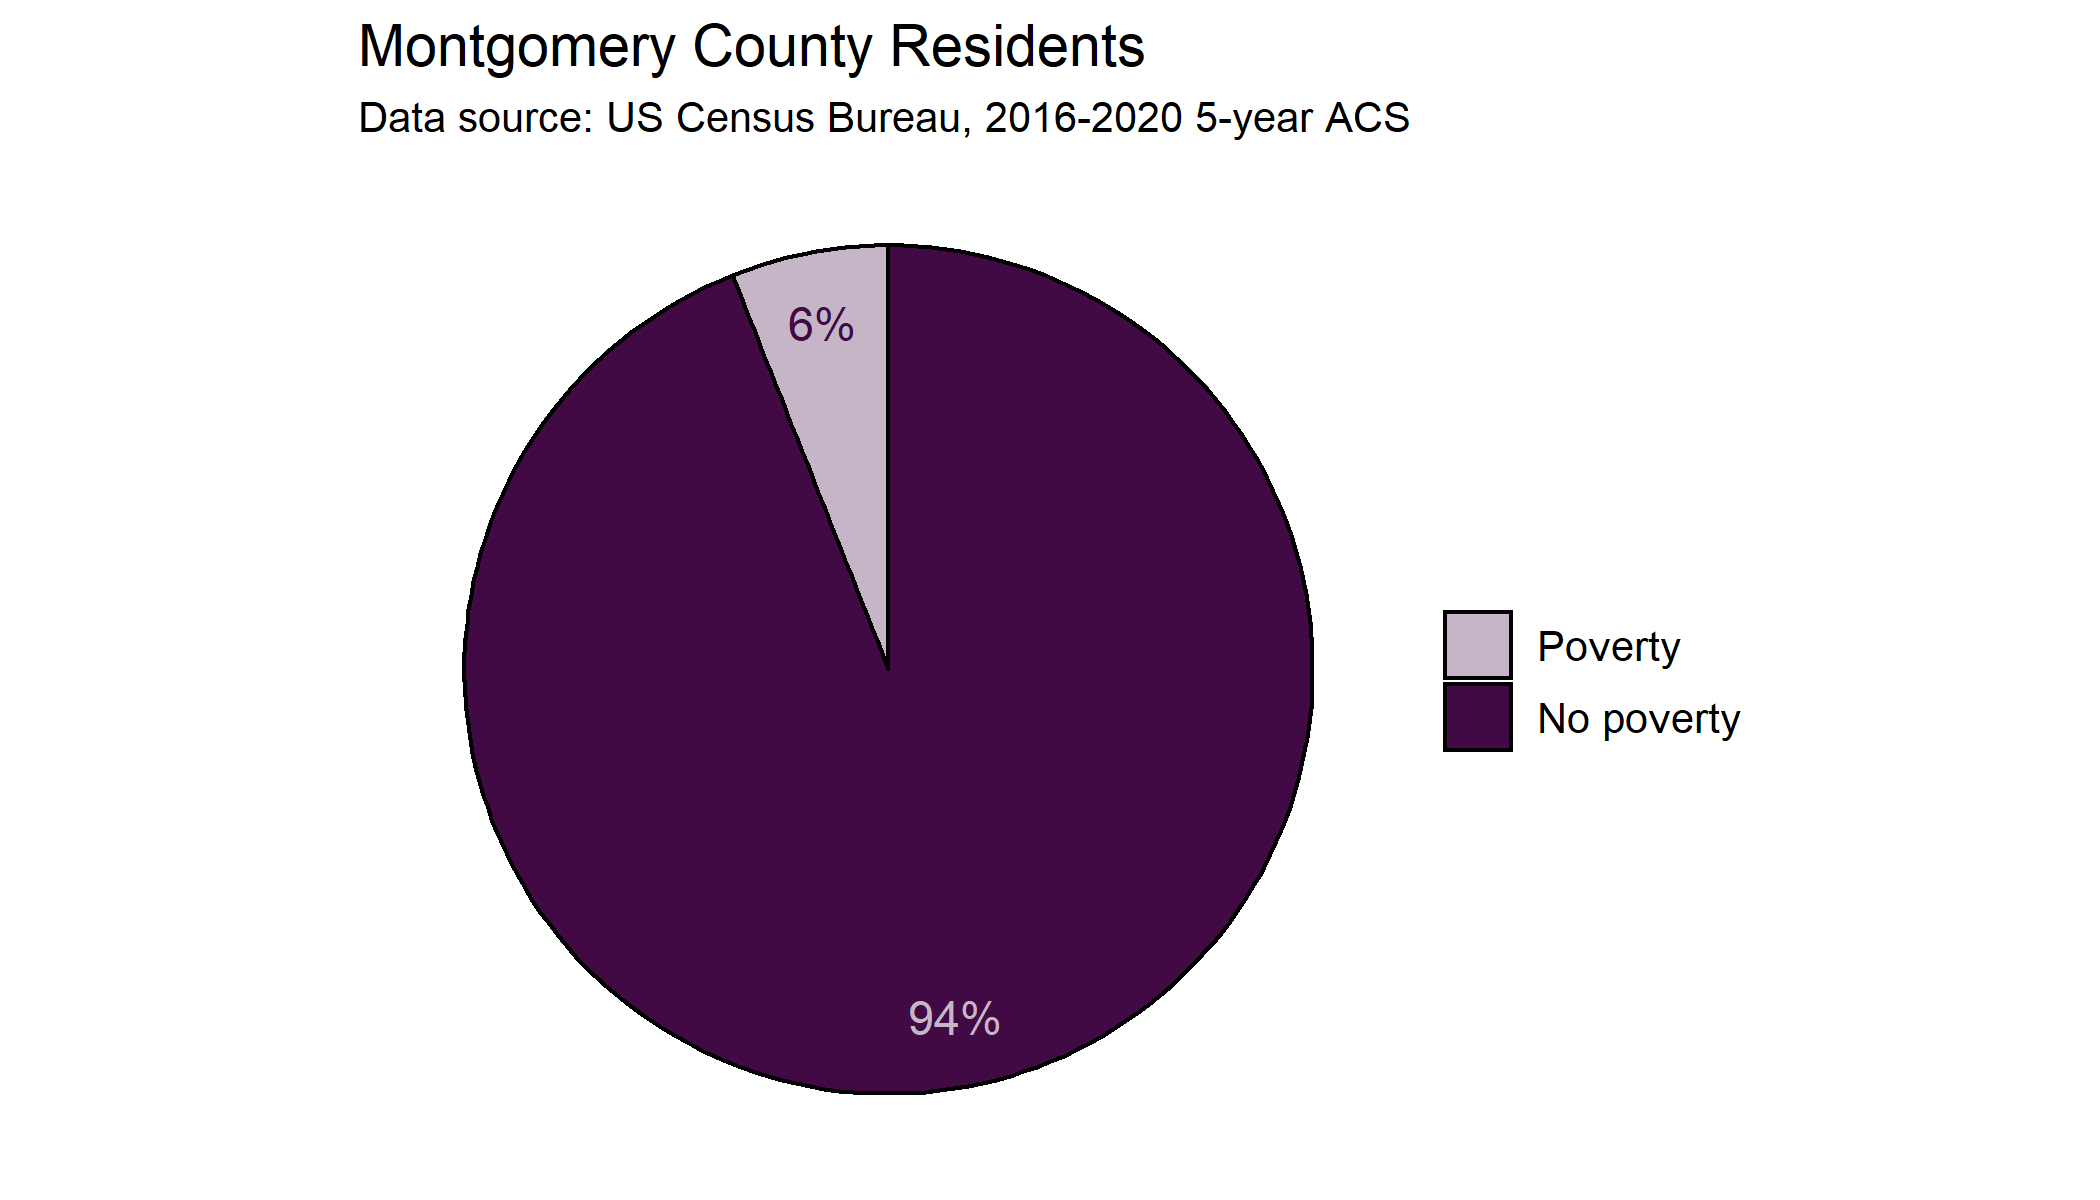 Montgomery County Residents
Data source: US Census Bureau, 2016-2020 5-year ACS
6%
Poverty
No poverty
94%